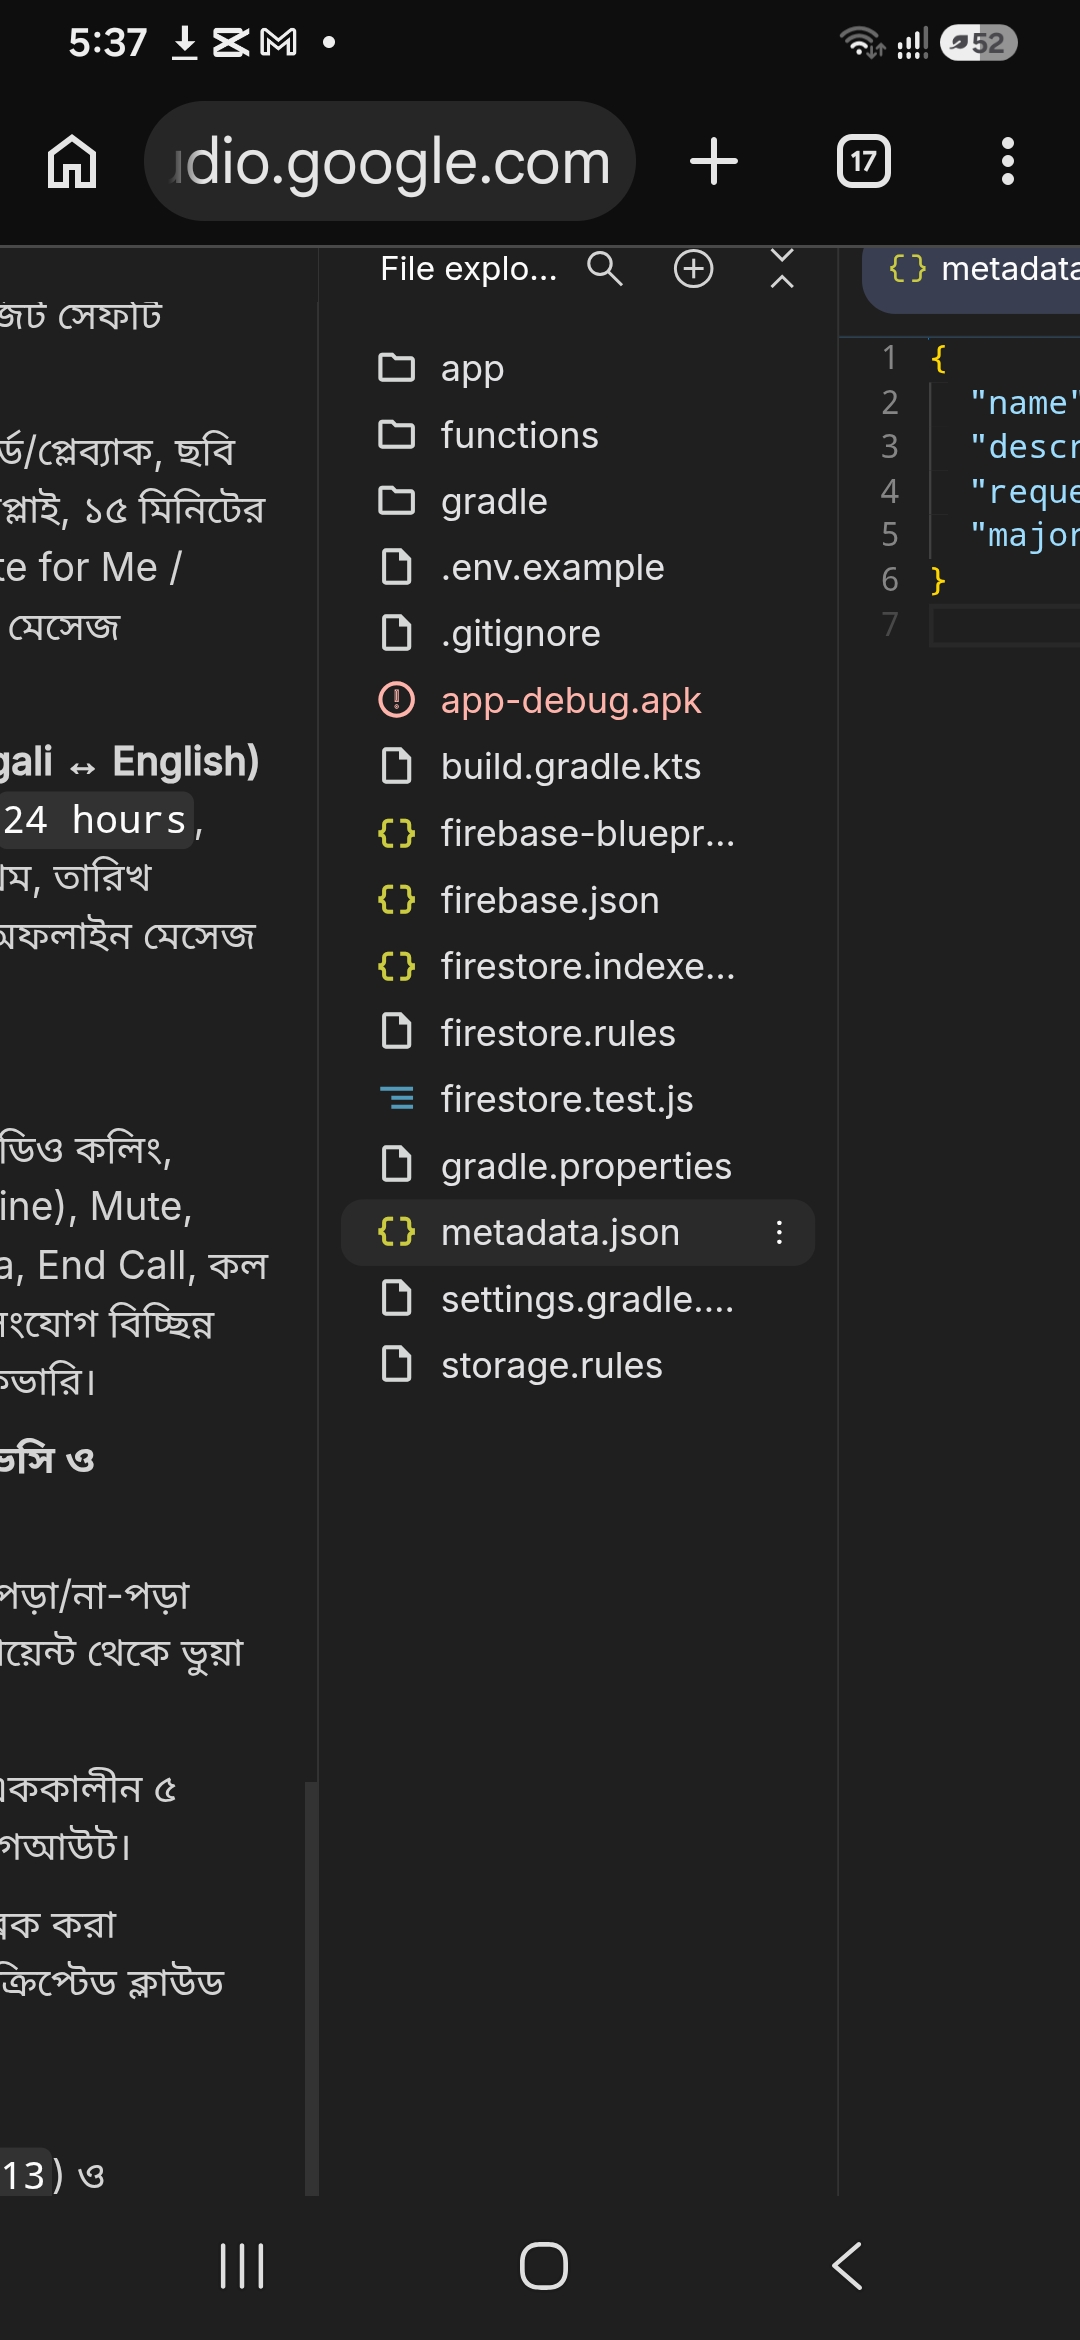 5:37
52
dio.google.com
17
সেফটি
র্ড/প্লেব্যাক, ছবি
প্লাই, ১৫ মিনিটের
te for Me /
মেসেজ
gali ↔ English)
24 hours,
তারিখ
অফলাইন মেসেজ
ডিও কলিং,
ine), Mute,
a, End Call, কল
সংযোগ বিচ্ছিন্ন
কভারি।
ভসি ও
পড়া/না-পড়া
য়েন্ট থেকে ভুয়া
এককালীন ৫
গআউট।
ব্লক করা
ক্রিপ্টেড ক্লাউড
13) ও
File explo...
app
functions
gradle
.env.example
.gitignore
app-debug.apk
build.gradle.kts
firebase-bluepr...
firebase.json
firestore.indexe...
firestore.rules
firestore.test.js
gradle.properties
metadata.json
settings.gradle....
storage.rules
{} metadata
1 {
2 "name"
3 "descr
4 "reque
5 "major
6 }
7